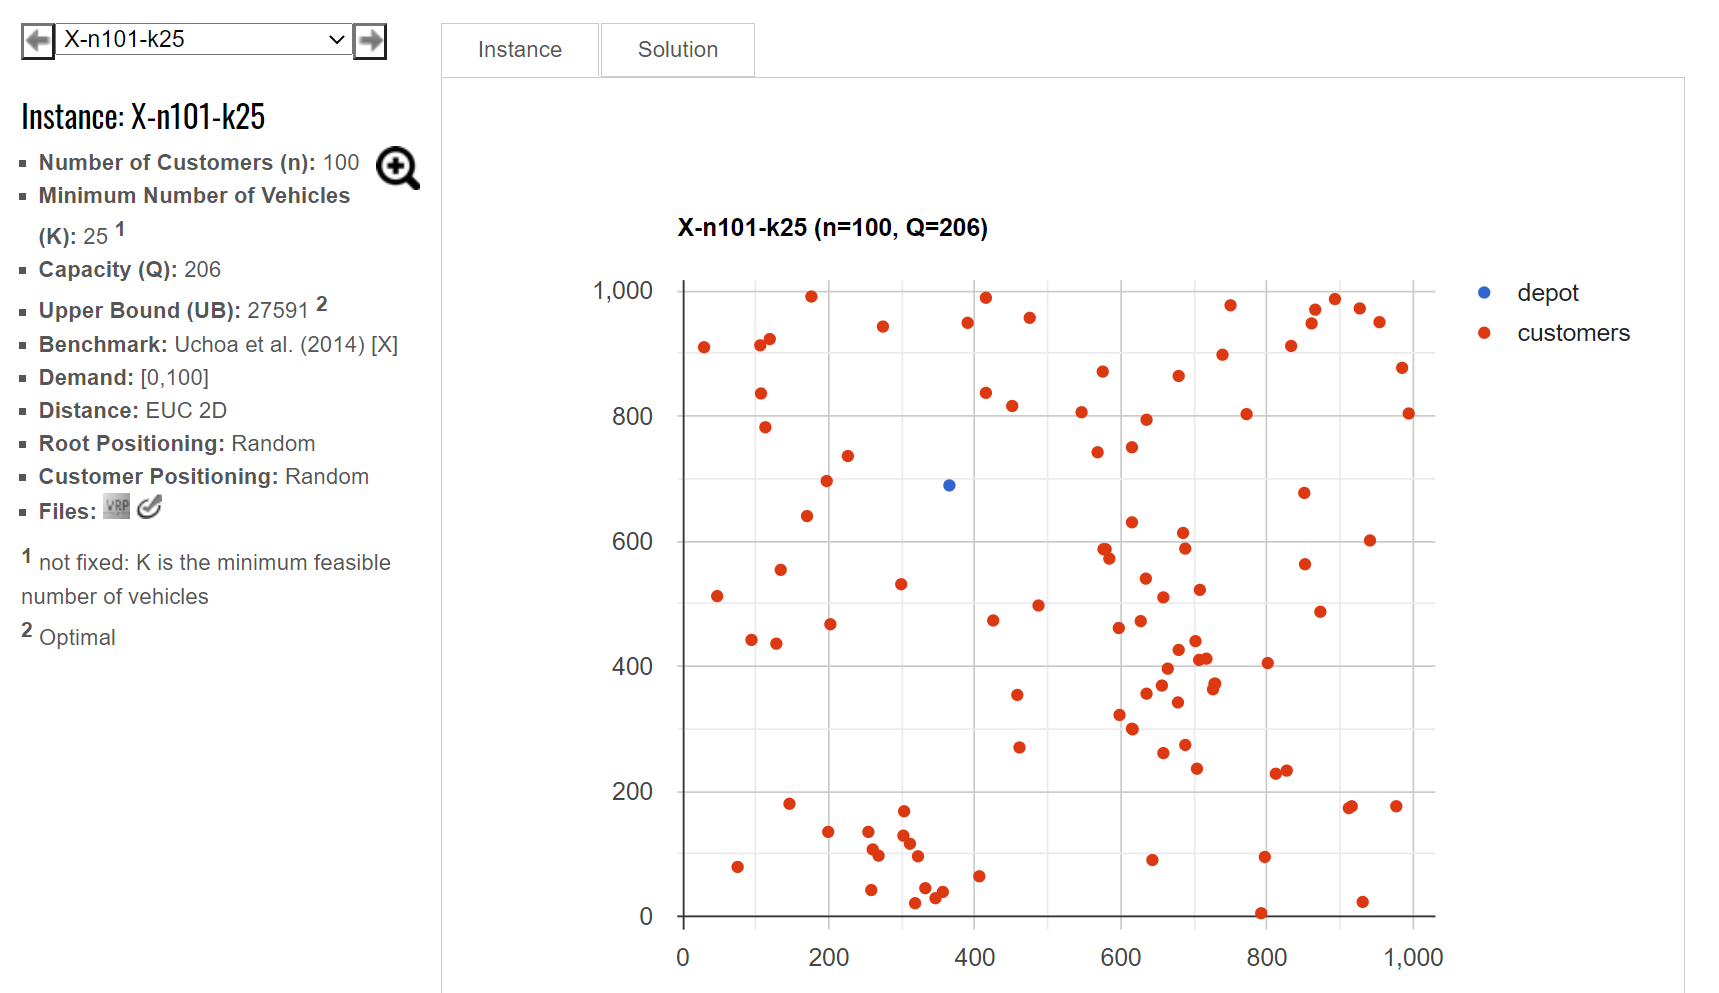 X-n101-k25
Instance
Solution
Instance: X-n101-k25
Number of Customers (n): 100
Minimum Number of Vehicles
(K): 25 1
Capacity (Q): 206
Upper Bound (UB): 27591 2
Benchmark: Uchoa et al. (2014) [X]
Demand: [0,100]
Distance: EUC 2D
Root Positioning: Random
Customer Positioning: Random
Files: VRP
1 not fixed: K is the minimum feasible
number of vehicles
2 Optimal
X-n101-k25 (n=100, Q=206)
1,000
800
600
400
200
0
0 200 400 600 800 1,000
depot
customers